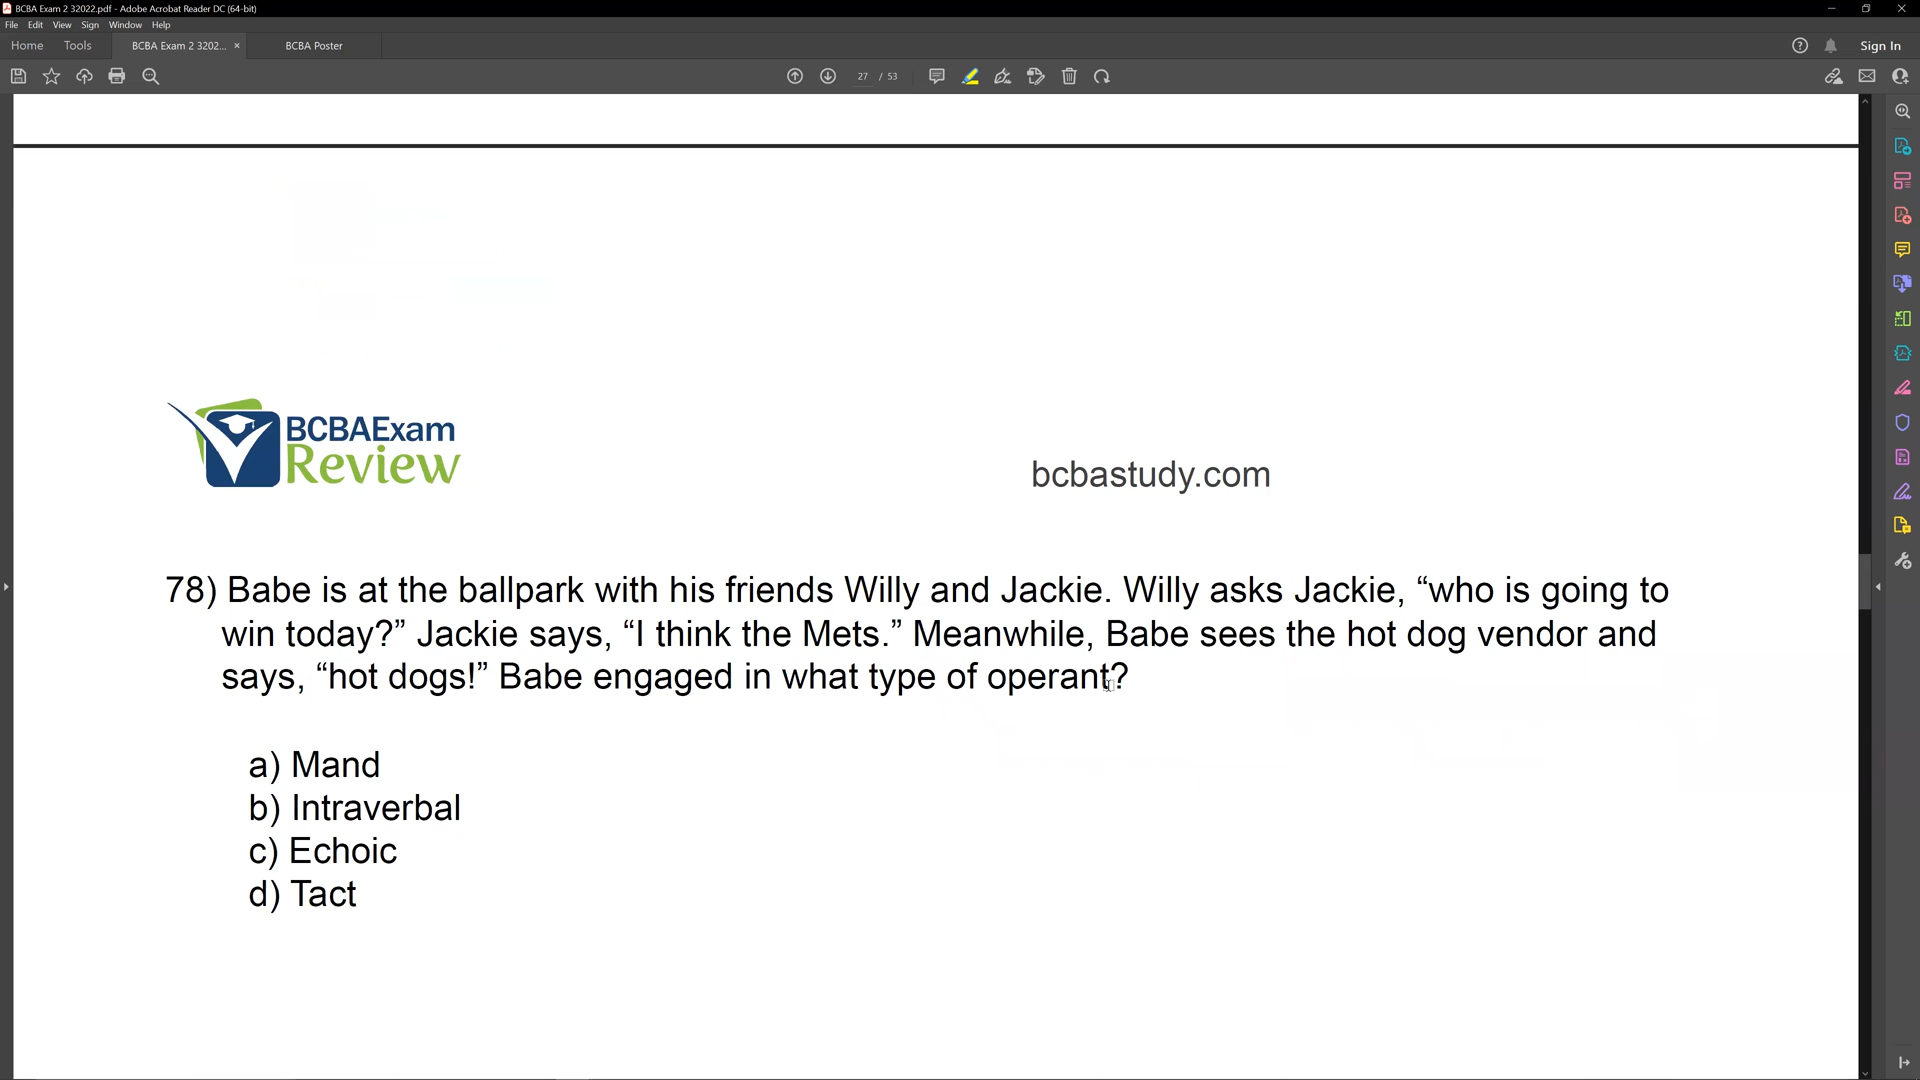 BCBA Exam 2 32022.pdf - Adobe Acrobat Reader DC (64-bit)
File Edit View Sign Window Help
Home Tools BCBA Exam 2 3202... × BCBA Poster Sign In
27 / 53
BCBAExam
Review
bcbastudy.com
78) Babe is at the ballpark with his friends Willy and Jackie. Willy asks Jackie, “who is going to
win today?” Jackie says, “I think the Mets.” Meanwhile, Babe sees the hot dog vendor and
says, “hot dogs!” Babe engaged in what type of operant?
a) Mand
b) Intraverbal
c) Echoic
d) Tact